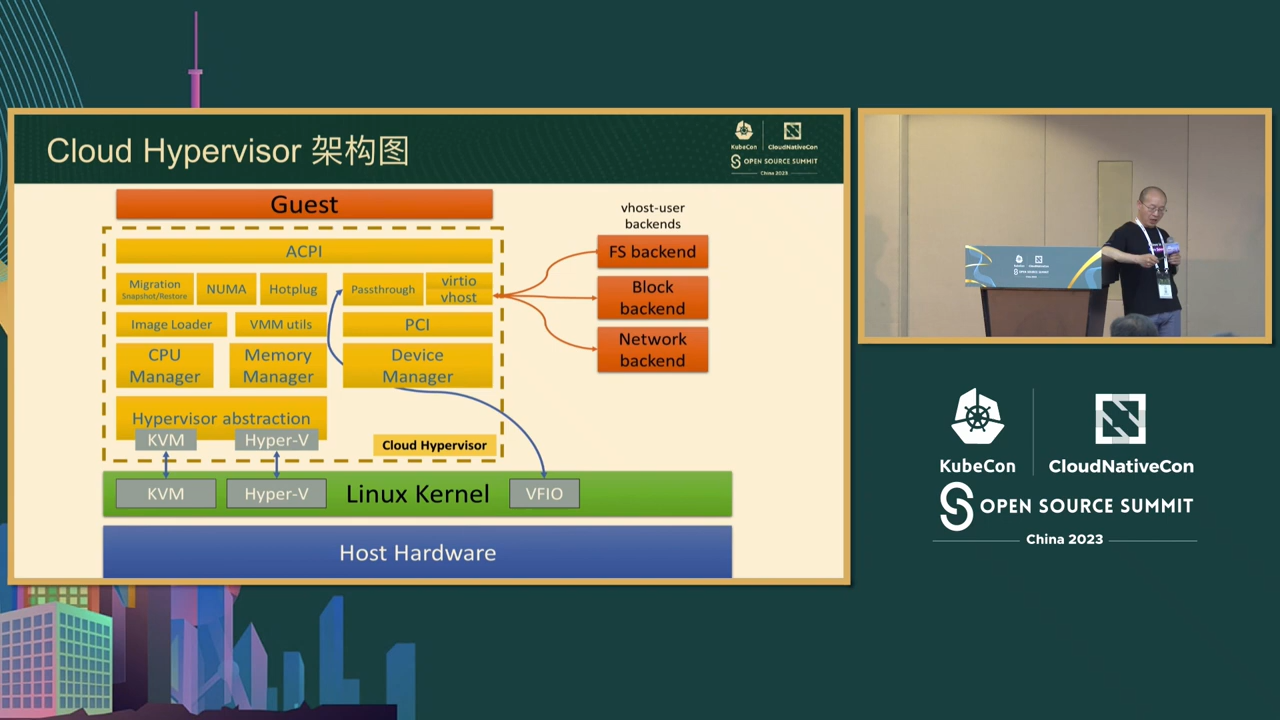 Cloud Hypervisor 架构图
KubeCon
CloudNativeCon
OPEN SOURCE SUMMIT
China 2023
Guest
ACPI
Migration
Snapshot/Restore
NUMA
Hotplug
Passthrough
virtio
vhost
Image Loader
VMM utils
PCI
CPU
Manager
Memory
Manager
Device
Manager
Hypervisor abstraction
KVM
Hyper-V
Cloud Hypervisor
vhost-user
backends
FS backend
Block
backend
Network
backend
KVM
Hyper-V
Linux Kernel
VFIO
Host Hardware
KubeCon
CloudNativeCon
OPEN SOURCE SUMMIT
China 2023